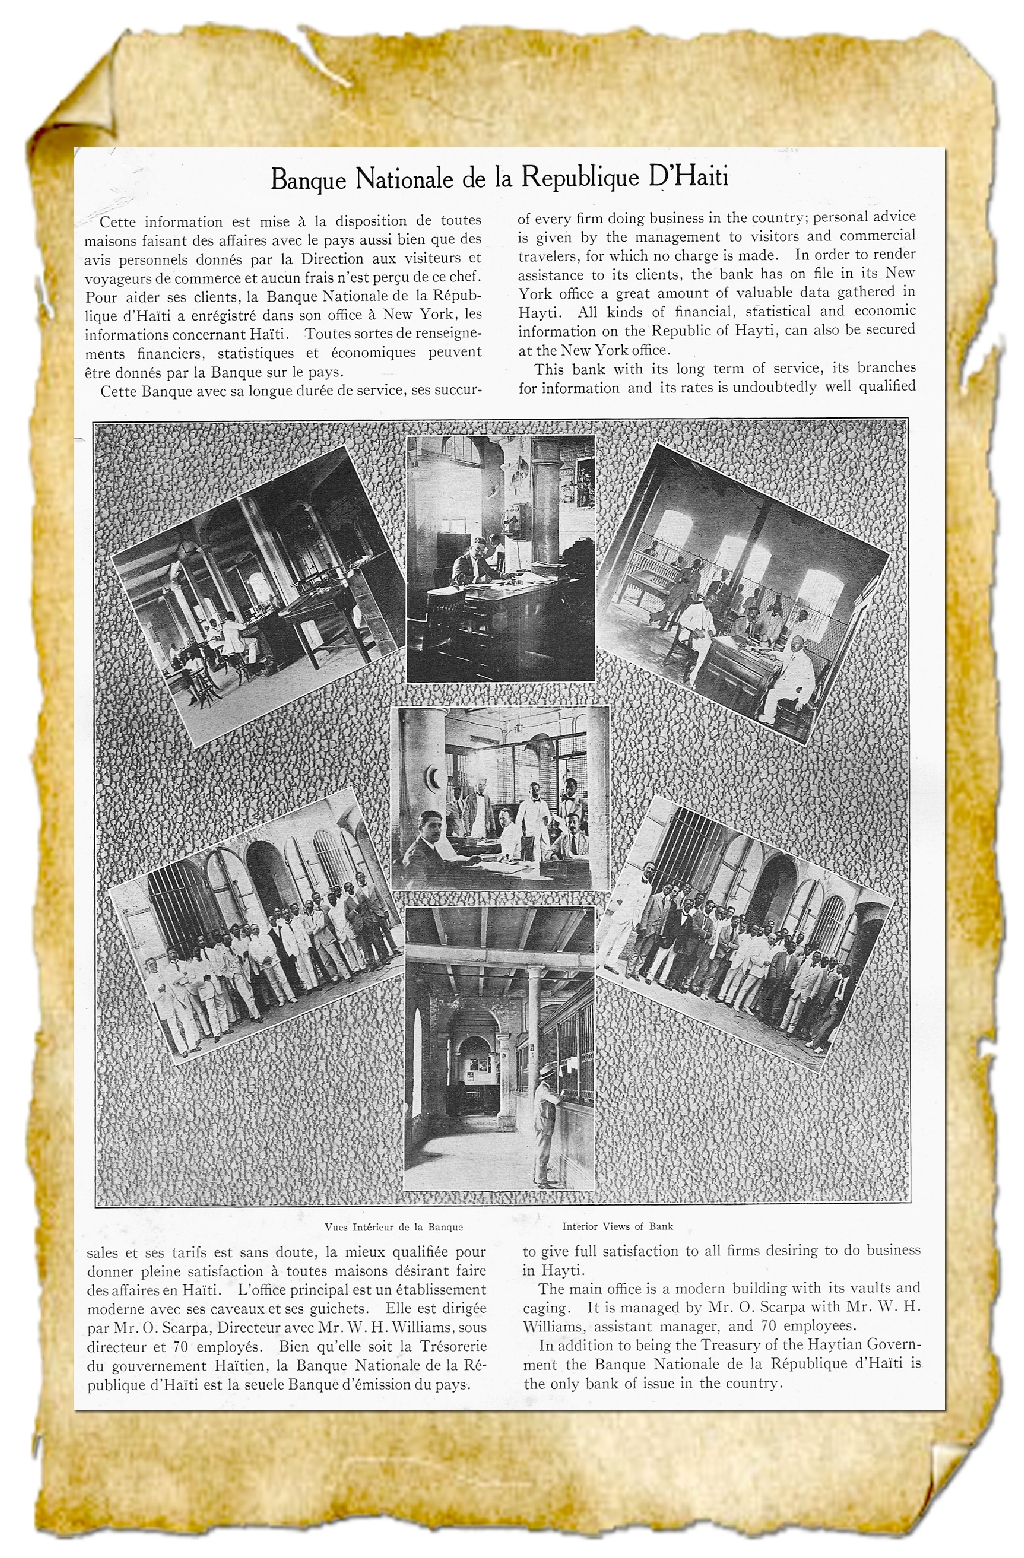 Banque Nationale de la Republique D'Haiti
Cette information est mise à la disposition de toutes
maisons faisant des affaires avec le pays aussi bien que des
avis personnels donnés par la Direction aux visiteurs et
voyageurs de commerce et aucun frais n'est perçu de ce chef.
Pour aider ses clients, la Banque Nationale de la Répub-
lique d'Haïti a enrégistré dans son office à New York, les
informations concernant Haïti. Toutes sortes de renseigne-
ments financiers, statistiques et économiques peuvent
être donnés par la Banque sur le pays.
Cette Banque avec sa longue durée de service, ses succur-
of every firm doing business in the country; personal advice
is given by the management to visitors and commercial
travelers, for which no charge is made. In order to render
assistance to its clients, the bank has on file in its New
York office a great amount of valuable data gathered in
Hayti. All kinds of financial, statistical and economic
information on the Republic of Hayti, can also be secured
at the New York office.
This bank with its long term of service, its branches
for information and its rates is undoubtedly well qualified
Vues Intérieur de la Banque
Interior Views of Bank
sales et ses tarifs est sans doute, la mieux qualifiée pour
donner pleine satisfaction à toutes maisons désirant faire
des affaires en Haïti. L'office principal est un établissement
moderne avec ses caveaux et ses guichets. Elle est dirigée
par Mr. O. Scarpa, Directeur avec Mr. W. H. Williams, sous
directeur et 70 employés. Bien qu'elle soit la Trésorerie
du gouvernement Haïtien, la Banque Nationale de la Ré-
publique d'Haïti est la seuele Banque d'émission du pays.
to give full satisfaction to all firms desiring to do business
in Hayti.
The main office is a modern building with its vaults and
caging. It is managed by Mr. O. Scarpa with Mr. W. H.
Williams, assistant manager, and 70 employees.
In addition to being the Treasury of the Haytian Govern-
ment the Banque Nationale de la République d'Haïti is
the only bank of issue in the country.